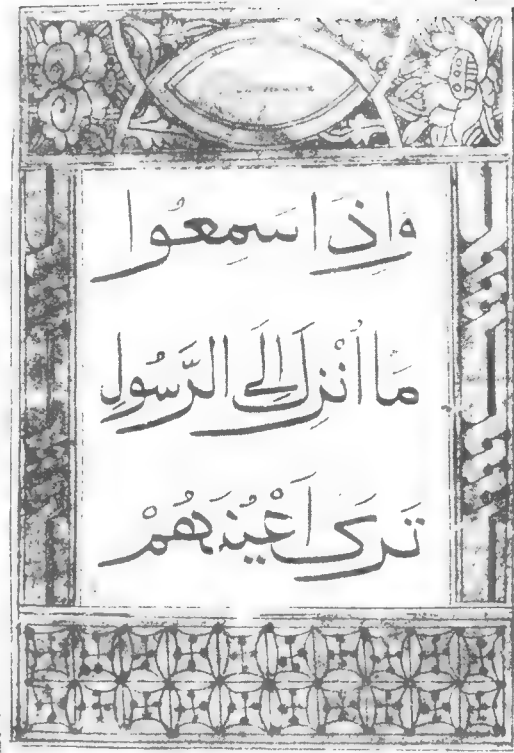 وَاِذَا سَمِعُوا
مَا اُنْزِلَ اِلَى الرَّسُولِ
تَرَى اَعْيُنَهُمْ